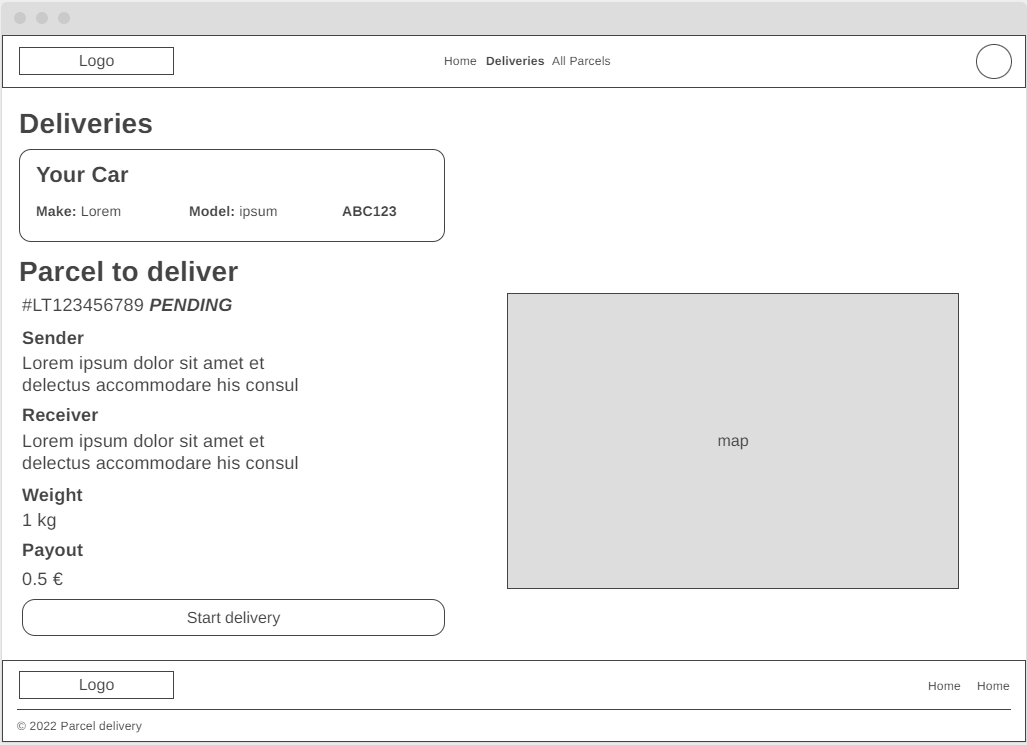 Logo
Home Deliveries All Parcels
Deliveries
Your Car
Make: Lorem Model: ipsum ABC123
Parcel to deliver
#LT123456789 PENDING
Sender
Lorem ipsum dolor sit amet et
delectus accommodare his consul
Receiver
Lorem ipsum dolor sit amet et
delectus accommodare his consul
Weight
1 kg
Payout
0.5 €
Start delivery
map
Logo
Home Home
© 2022 Parcel delivery